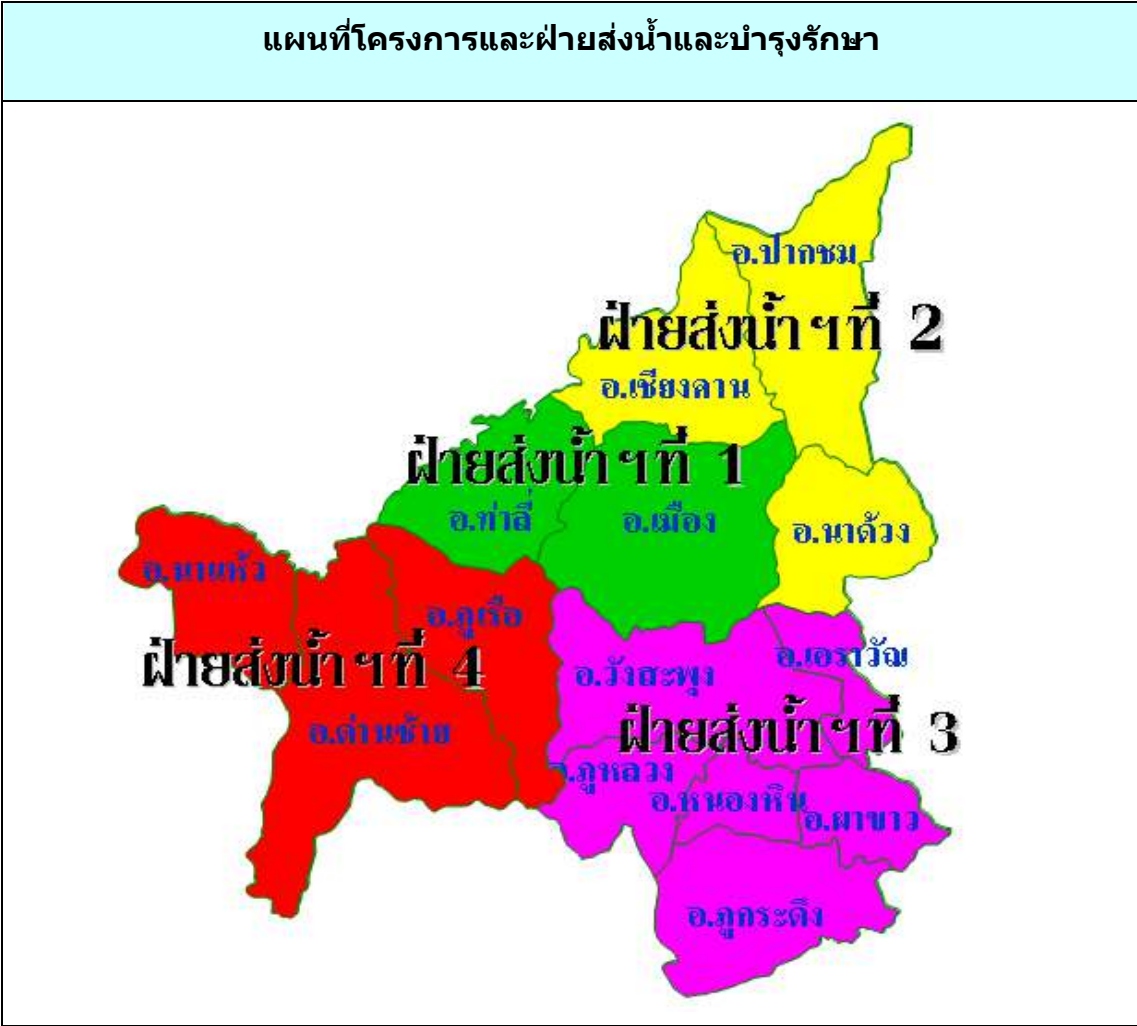 แผนที่โครงการและฝ่ายส่งน้ำและบำรุงรักษา
อ.ปากชม
ฝ่ายส่งน้ำ ฯที่ 2
อ.เชียงคาน
ฝ่ายส่งน้ำ ฯที่ 1
อ.ท่าลี่
อ.เมือง
อ.นาด้วง
อ.นาแห้ว
อ.ภูเรือ
ฝ่ายส่งน้ำ ฯที่ 4
อ.วังสะพุง
อ.เอราวัณ
อ.ด่านซ้าย
ฝ่ายส่งน้ำ ฯที่ 3
อ.ภูหลวง
อ.หนองหิน
อ.ผาขาว
อ.ภูกระดึง